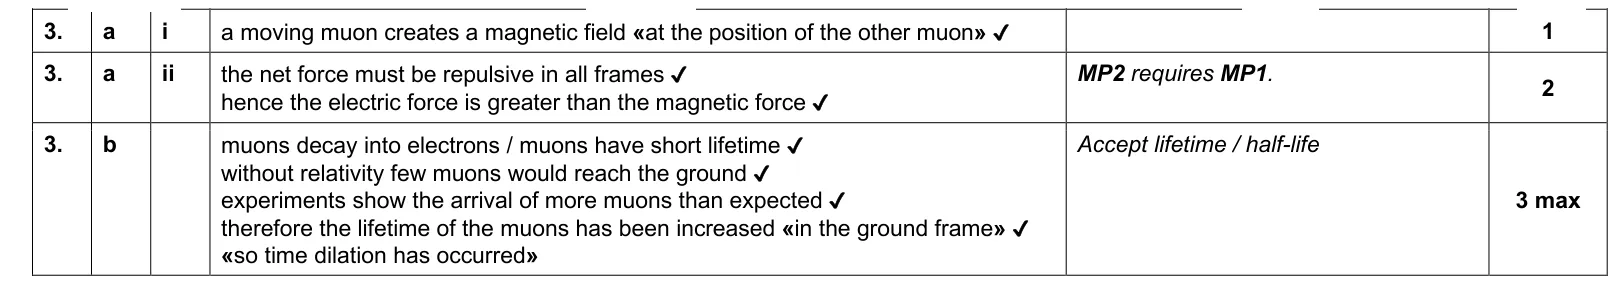 3. a i a moving muon creates a magnetic field «at the position of the other muon» ✓ 1
3. a ii the net force must be repulsive in all frames ✓ MP2 requires MP1.
hence the electric force is greater than the magnetic force ✓ 2
3. b muons decay into electrons / muons have short lifetime ✓ Accept lifetime / half-life
without relativity few muons would reach the ground ✓
experiments show the arrival of more muons than expected ✓ 3 max
therefore the lifetime of the muons has been increased «in the ground frame» ✓
«so time dilation has occurred»